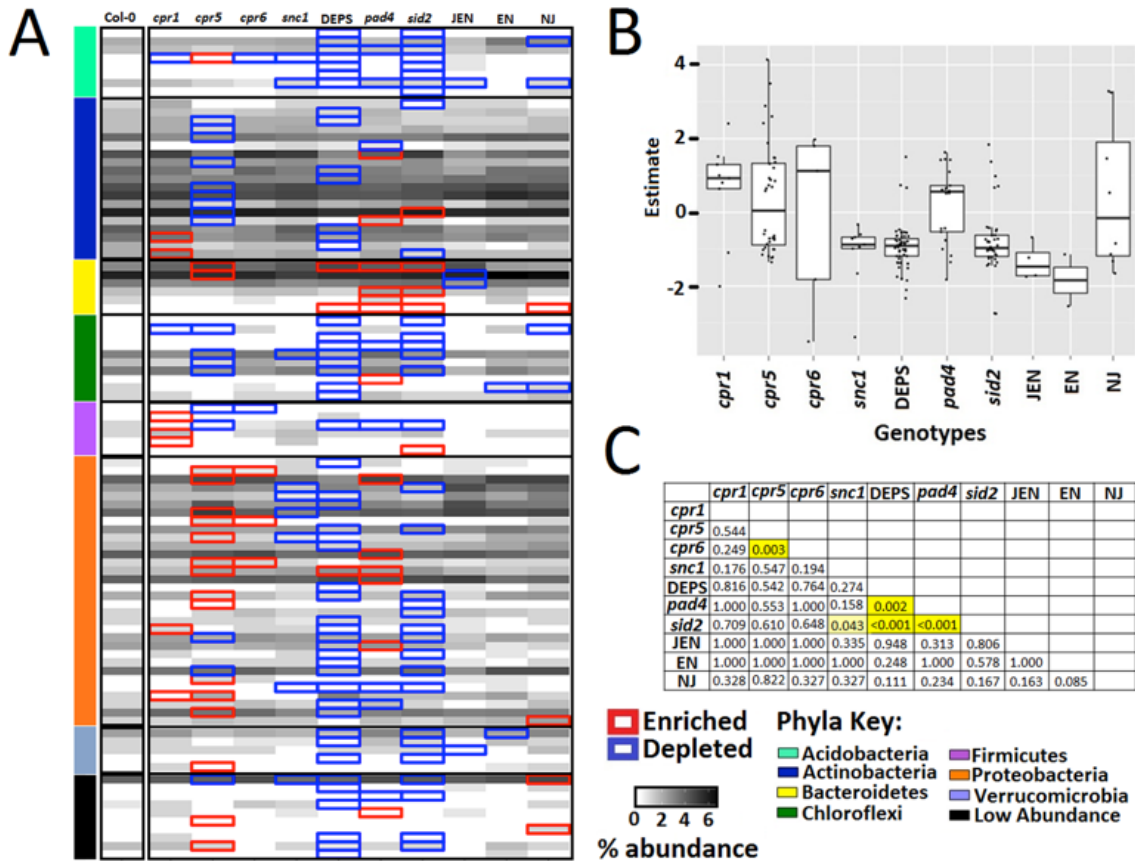 A
Col-0 cpr1 cpr5 cpr6 snc1 DEPS pad4 sid2 JEN EN NJ
B
4
2
0
-2
Estimate
cpr1 cpr5 cpr6 snc1 DEPS pad4 sid2 JEN EN NJ
Genotypes
C
cpr1 cpr5 cpr6 snc1 DEPS pad4 sid2 JEN EN NJ
cpr1
cpr5 0.544
cpr6 0.249 0.003
snc1 0.176 0.547 0.194
DEPS 0.816 0.542 0.764 0.274
pad4 1.000 0.553 1.000 0.158 0.002
sid2 0.709 0.610 0.648 0.043 <0.001 <0.001
JEN 1.000 1.000 1.000 0.335 0.948 0.313 0.806
EN 1.000 1.000 1.000 1.000 0.248 1.000 0.578 1.000
NJ 0.328 0.822 0.327 0.327 0.111 0.234 0.167 0.163 0.085
Enriched
Depleted
0 2 4 6
% abundance
Phyla Key:
Acidobacteria
Actinobacteria
Bacteroidetes
Chloroflexi
Firmicutes
Proteobacteria
Verrucomicrobia
Low Abundance